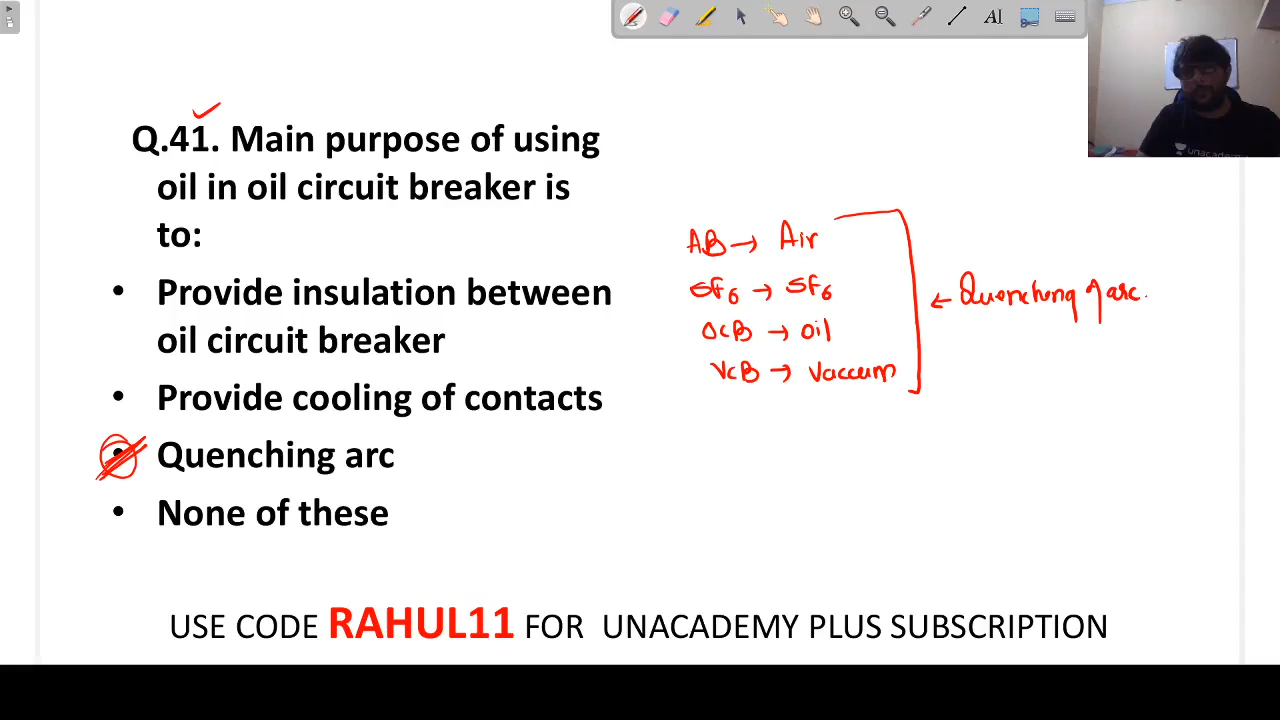 Q.41. Main purpose of using
oil in oil circuit breaker is
to:
• Provide insulation between
oil circuit breaker
• Provide cooling of contacts
• Quenching arc
• None of these
AB → Air
SF6 → SF6
OCB → oil
VCB → Vaccum
← Quenching of arc.
USE CODE RAHUL11 FOR UNACADEMY PLUS SUBSCRIPTION
AI
unacademy